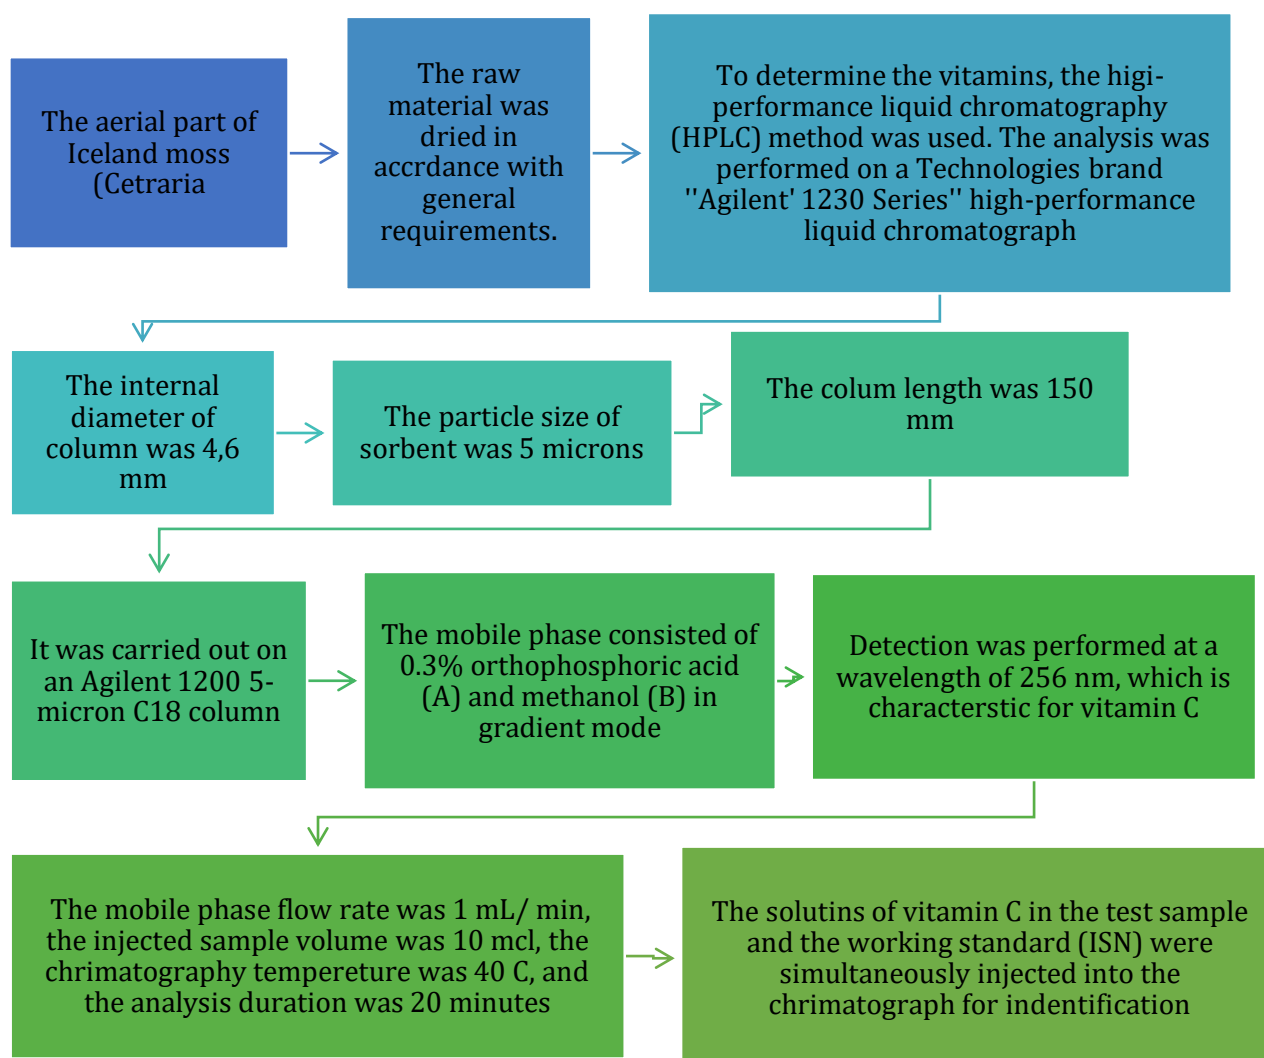 The aerial part of
Iceland moss
(Cetraria
The raw
material was
dried in
accrdance with
general
requirements.
To determine the vitamins, the higi-
performance liquid chromatography
(HPLC) method was used. The analysis was
performed on a Technologies brand
''Agilent' 1230 Series'' high-performance
liquid chromatograph
The internal
diameter of
column was 4,6
mm
The particle size of
sorbent was 5 microns
The colum length was 150
mm
It was carried out on
an Agilent 1200 5-
micron C18 column
The mobile phase consisted of
0.3% orthophosphoric acid
(A) and methanol (B) in
gradient mode
Detection was performed at a
wavelength of 256 nm, which is
characterstic for vitamin C
The mobile phase flow rate was 1 mL/ min,
the injected sample volume was 10 mcl, the
chrimatography tempereture was 40 C, and
the analysis duration was 20 minutes
The solutins of vitamin C in the test sample
and the working standard (ISN) were
simultaneously injected into the
chrimatograph for indentification